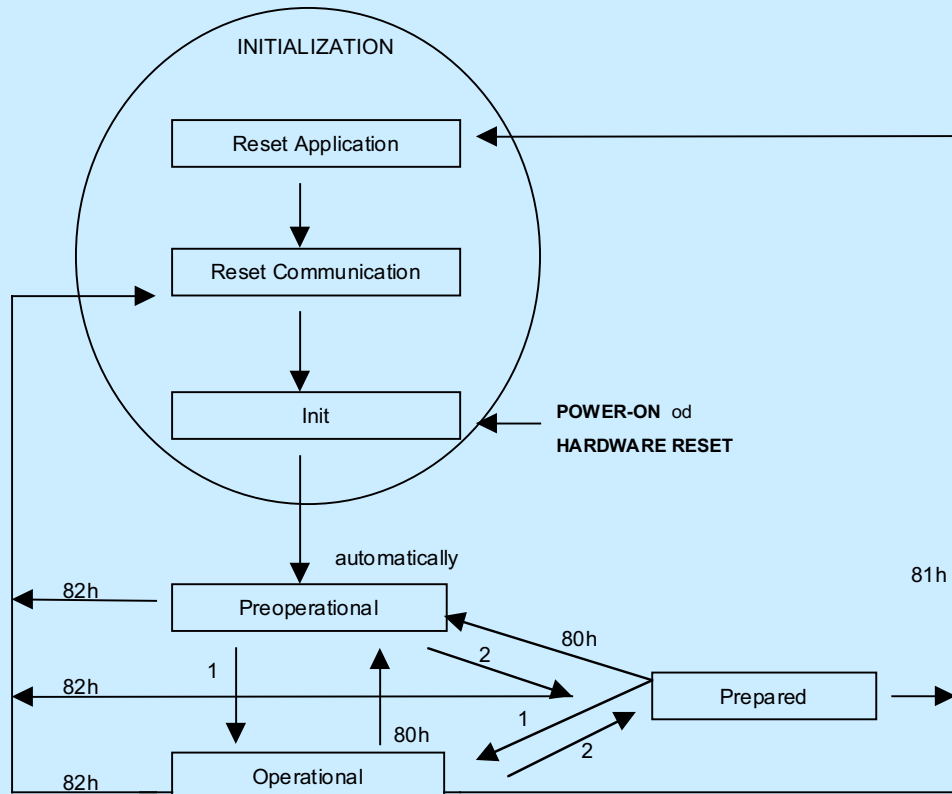 INITIALIZATION
Reset Application
Reset Communication
Init
POWER-ON od
HARDWARE RESET
automatically
81h
82h
Preoperational
80h
1
2
82h
Prepared
1
80h
2
Operational
82h